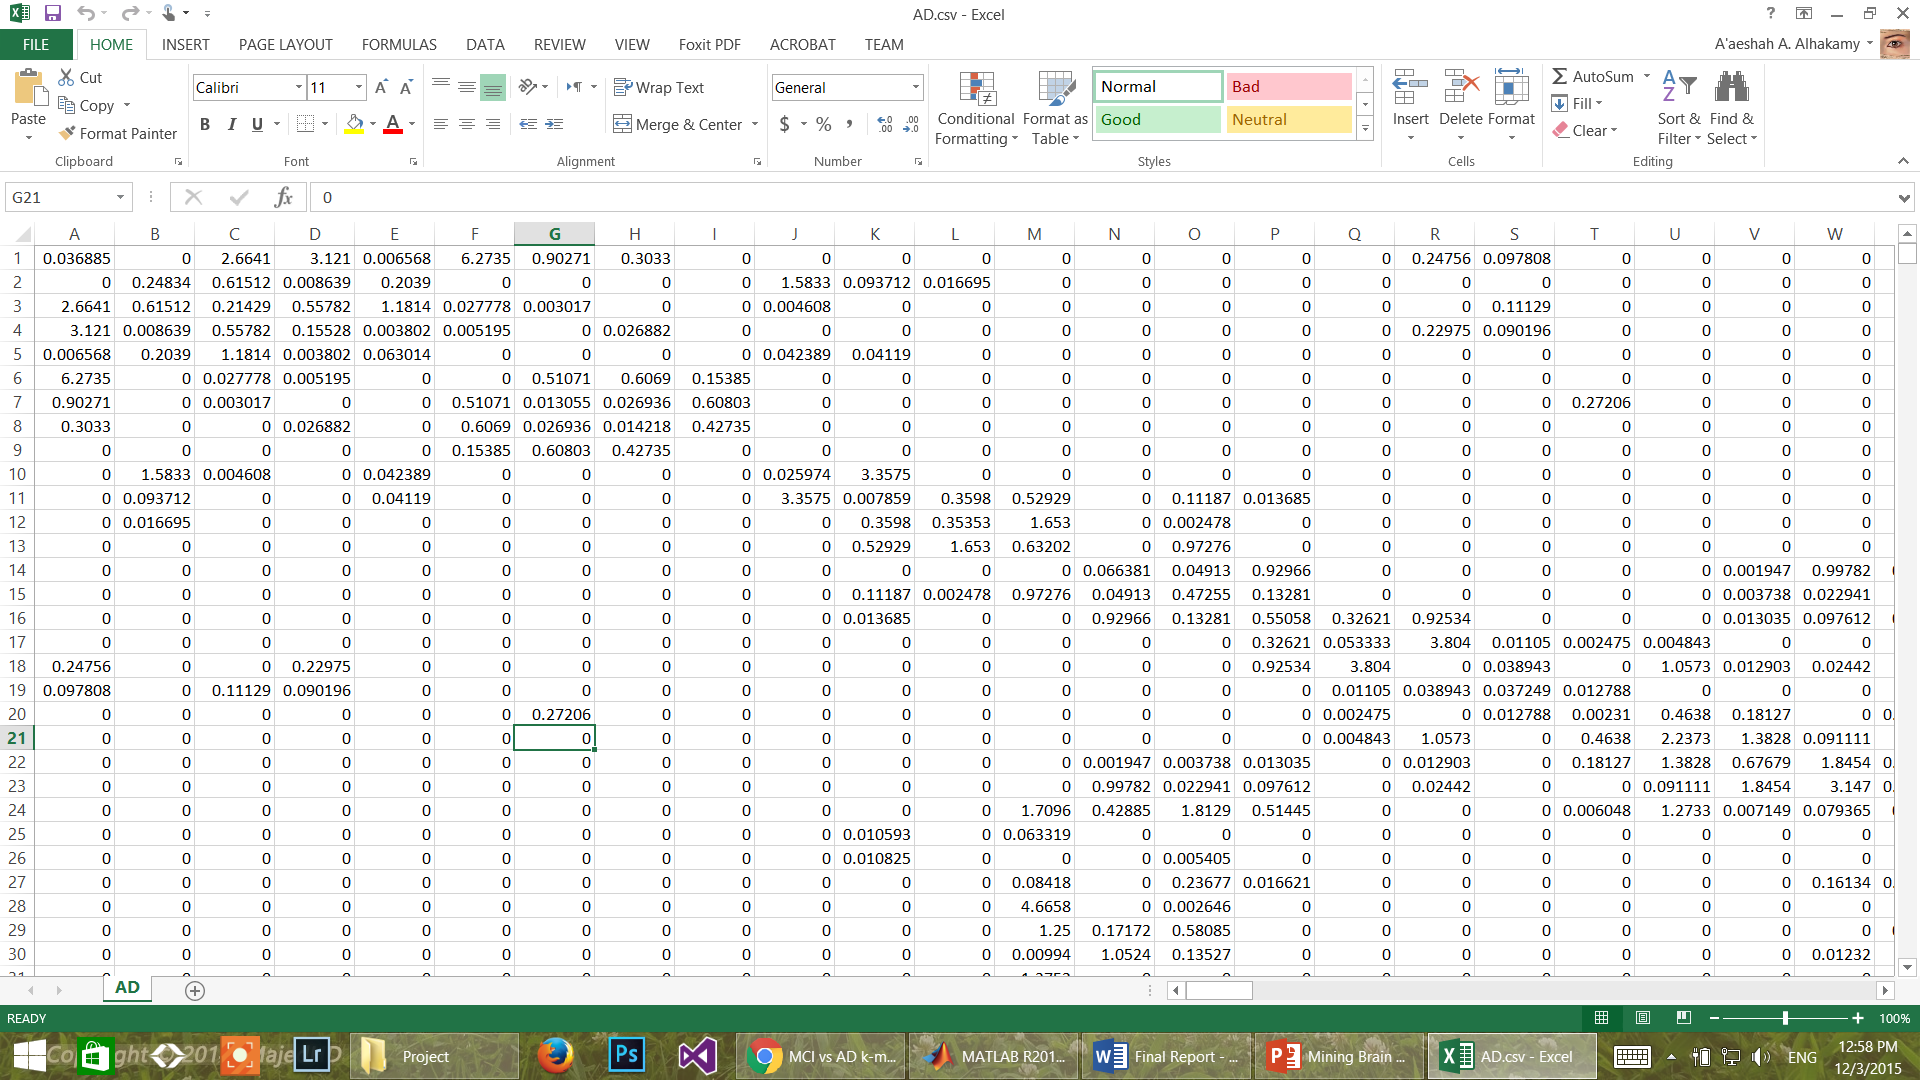 AD.csv - Excel
?
FILE HOME INSERT PAGE LAYOUT FORMULAS DATA REVIEW VIEW Foxit PDF ACROBAT TEAM A'aeshah A. Alhakamy
Paste Cut Copy Format Painter Clipboard
Calibri 11 A A B I U A Font
Wrap Text Merge & Center Alignment
General $ % , Number
Conditional Formatting Format as Table Normal Bad Good Neutral Styles
Insert Delete Format Cells
AutoSum Fill Clear Sort & Filter Find & Select Editing
G21 fx 0
A B C D E F G H I J K L M N O P Q R S T U V W
1 0.036885 0 2.6641 3.121 0.006568 6.2735 0.90271 0.3033 0 0 0 0 0 0 0 0 0 0.24756 0.097808 0 0 0 0
2 0 0.24834 0.61512 0.008639 0.2039 0 0 0 0 1.5833 0.093712 0.016695 0 0 0 0 0 0 0 0 0 0 0
3 2.6641 0.61512 0.21429 0.55782 1.1814 0.027778 0.003017 0 0 0.004608 0 0 0 0 0 0 0 0 0.11129 0 0 0 0
4 3.121 0.008639 0.55782 0.15528 0.003802 0.005195 0 0.026882 0 0 0 0 0 0 0 0 0 0.22975 0.090196 0 0 0 0
5 0.006568 0.2039 1.1814 0.003802 0.063014 0 0 0 0 0.042389 0.04119 0 0 0 0 0 0 0 0 0 0 0 0
6 6.2735 0 0.027778 0.005195 0 0 0.51071 0.6069 0.15385 0 0 0 0 0 0 0 0 0 0 0 0 0 0
7 0.90271 0 0.003017 0 0 0.51071 0.013055 0.026936 0.60803 0 0 0 0 0 0 0 0 0 0 0.27206 0 0 0
8 0.3033 0 0 0.026882 0 0.6069 0.026936 0.014218 0.42735 0 0 0 0 0 0 0 0 0 0 0 0 0 0
9 0 0 0 0 0 0.15385 0.60803 0.42735 0 0 0 0 0 0 0 0 0 0 0 0 0 0 0
10 0 1.5833 0.004608 0 0.042389 0 0 0 0 0.025974 3.3575 0 0 0 0 0 0 0 0 0 0 0 0
11 0 0.093712 0 0 0.04119 0 0 0 0 3.3575 0.007859 0.3598 0.52929 0 0.11187 0.013685 0 0 0 0 0 0 0
12 0 0.016695 0 0 0 0 0 0 0 0 0.3598 0.35353 1.653 0 0.002478 0 0 0 0 0 0 0 0
13 0 0 0 0 0 0 0 0 0 0 0.52929 1.653 0.63202 0 0.97276 0 0 0 0 0 0 0 0
14 0 0 0 0 0 0 0 0 0 0 0 0 0 0.066381 0.04913 0.92966 0 0 0 0 0 0.001947 0.99782
15 0 0 0 0 0 0 0 0 0 0 0.11187 0.002478 0.97276 0.04913 0.47255 0.13281 0 0 0 0 0 0.003738 0.022941
16 0 0 0 0 0 0 0 0 0 0 0.013685 0 0 0.92966 0.13281 0.55058 0.32621 0.92534 0 0 0 0.013035 0.097612
17 0 0 0 0 0 0 0 0 0 0 0 0 0 0 0 0.32621 0.053333 3.804 0.01105 0.002475 0.004843 0 0
18 0.24756 0 0 0.22975 0 0 0 0 0 0 0 0 0 0 0 0.92534 3.804 0 0.038943 0 1.0573 0.012903 0.02442
19 0.097808 0 0.11129 0.090196 0 0 0 0 0 0 0 0 0 0 0 0 0.01105 0.038943 0.037249 0.012788 0 0 0
20 0 0 0 0 0 0 0.27206 0 0 0 0 0 0 0 0 0 0.002475 0 0.012788 0.00231 0.4638 0.18127 0 0.
21 0 0 0 0 0 0 0 0 0 0 0 0 0 0 0 0 0.004843 1.0573 0 0.4638 2.2373 1.3828 0.091111
22 0 0 0 0 0 0 0 0 0 0 0 0 0 0.001947 0.003738 0.013035 0 0.012903 0 0.18127 1.3828 0.67679 1.8454 0.
23 0 0 0 0 0 0 0 0 0 0 0 0 0 0.99782 0.022941 0.097612 0 0.02442 0 0 0.091111 1.8454 3.147 0.
24 0 0 0 0 0 0 0 0 0 0 0 0 1.7096 0.42885 1.8129 0.51445 0 0 0 0.006048 1.2733 0.007149 0.079365
25 0 0 0 0 0 0 0 0 0 0 0.010593 0 0.063319 0 0 0 0 0 0 0 0 0 0
26 0 0 0 0 0 0 0 0 0 0 0.010825 0 0 0 0.005405 0 0 0 0 0 0 0 0
27 0 0 0 0 0 0 0 0 0 0 0 0 0.08418 0 0.23677 0.016621 0 0 0 0 0 0 0.16134 0.
28 0 0 0 0 0 0 0 0 0 0 0 0 4.6658 0 0.002646 0 0 0 0 0 0 0 0
29 0 0 0 0 0 0 0 0 0 0 0 0 1.25 0.17172 0.58085 0 0 0 0 0 0 0 0
30 0 0 0 0 0 0 0 0 0 0 0 0 0.00994 1.0524 0.13527 0 0 0 0 0 0 0 0.01232
AD
READY 100%
Lr Project Ps MCI vs AD k-m... MATLAB R201... Final Report - ... Mining Brain ... AD.csv - Excel ENG 12:58 PM
12/3/2015